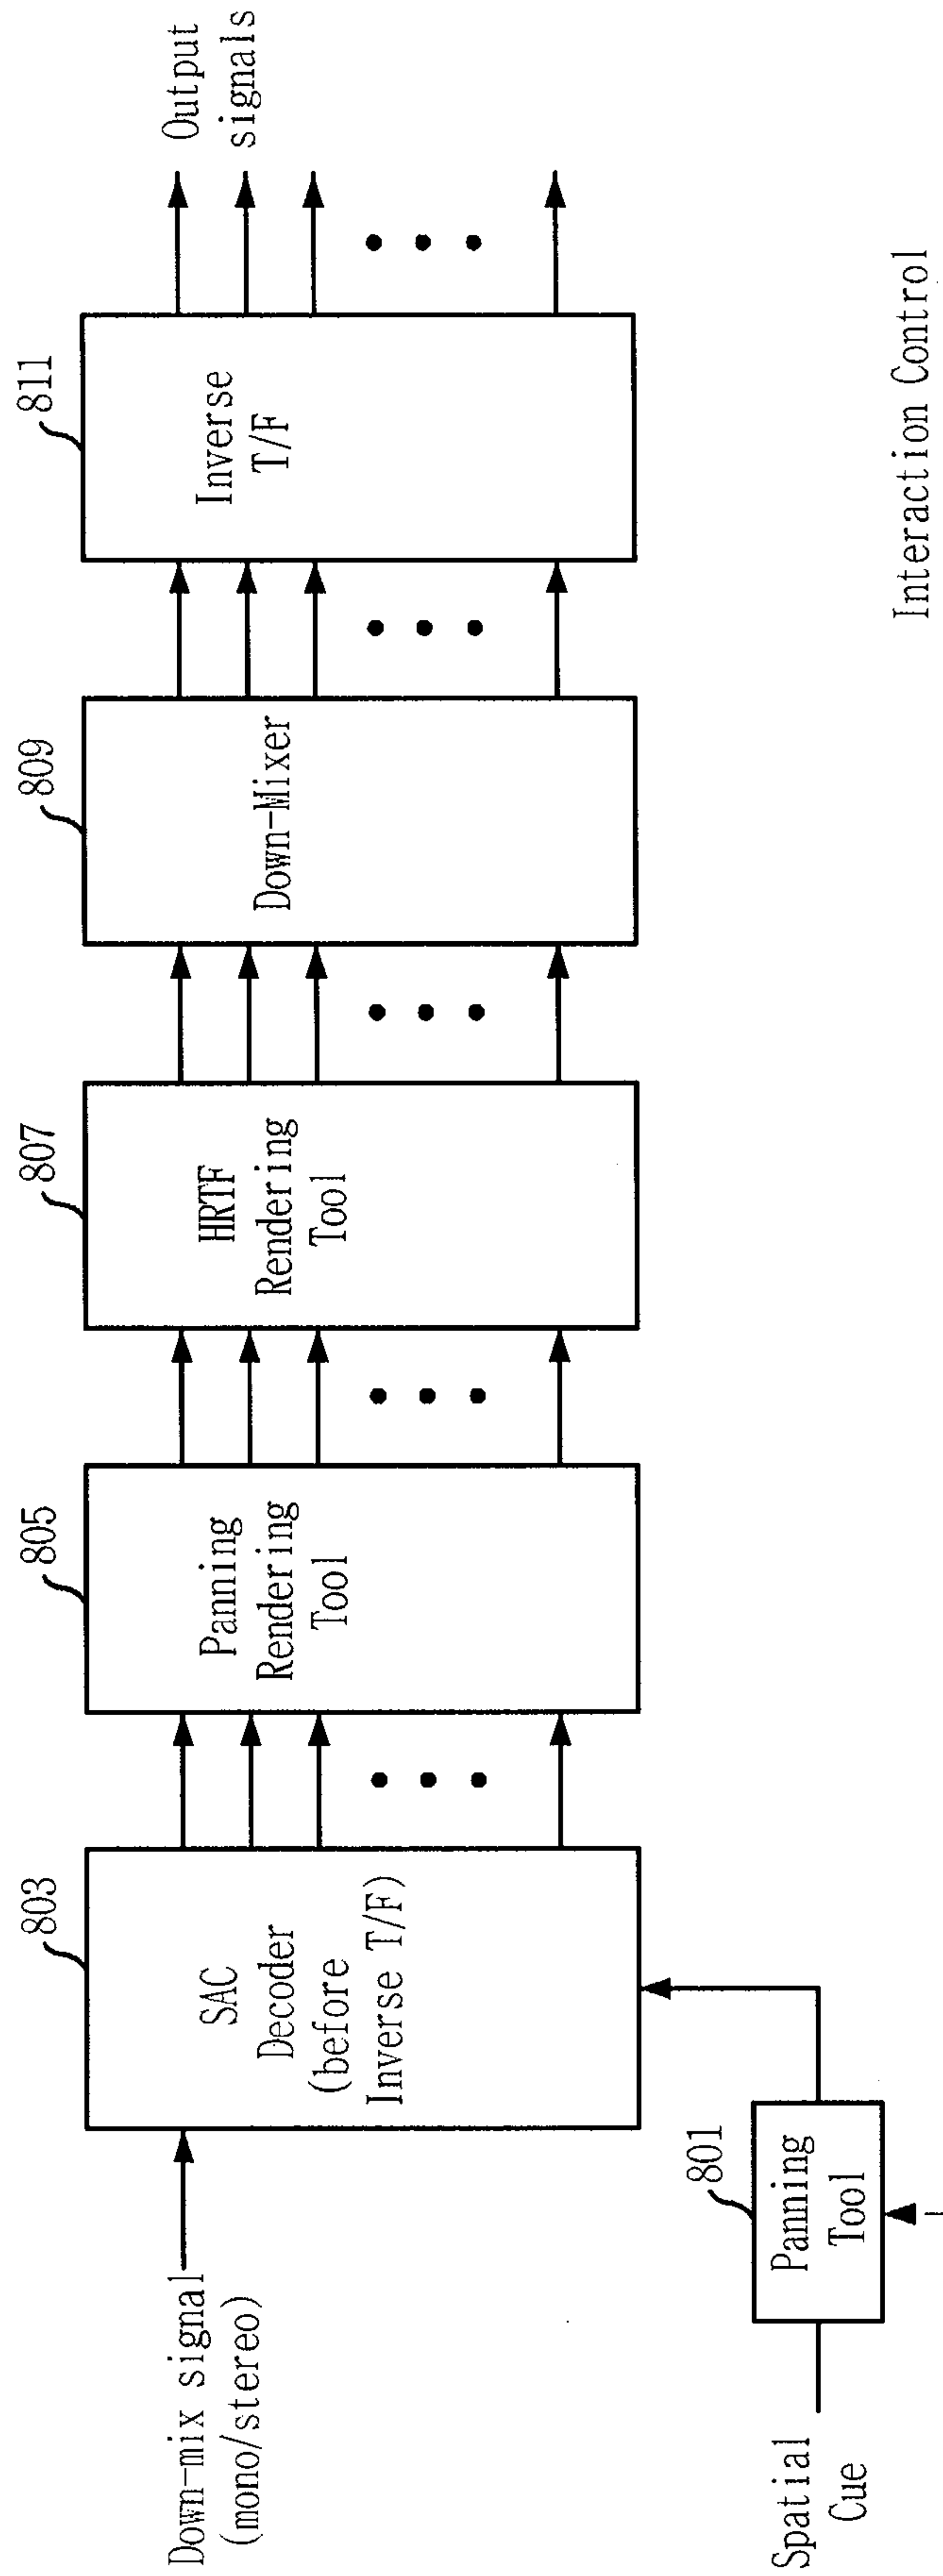 Down-mix signal
(mono/stereo)
803
SAC
Decoder
(before
Inverse T/F)
805
Panning
Rendering
Tool
807
HRTF
Rendering
Tool
809
Down-Mixer
811
Inverse
T/F
Output
signals
Spatial
Cue
801
Panning
Tool
Interaction Control